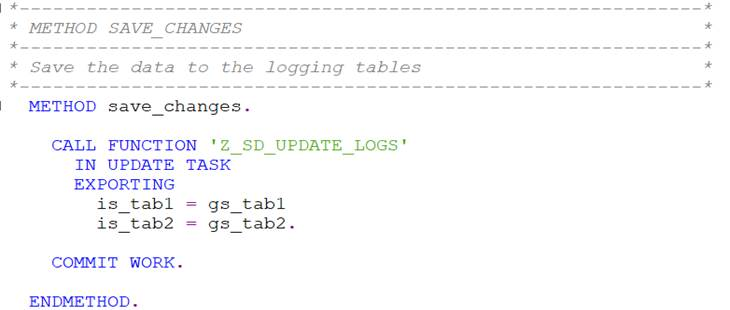 *------------------------------------------------------------*
* METHOD SAVE_CHANGES *
*------------------------------------------------------------*
* Save the data to the logging tables *
*------------------------------------------------------------*
METHOD save_changes.
CALL FUNCTION 'Z_SD_UPDATE_LOGS'
IN UPDATE TASK
EXPORTING
is_tab1 = gs_tab1
is_tab2 = gs_tab2.
COMMIT WORK.
ENDMETHOD.